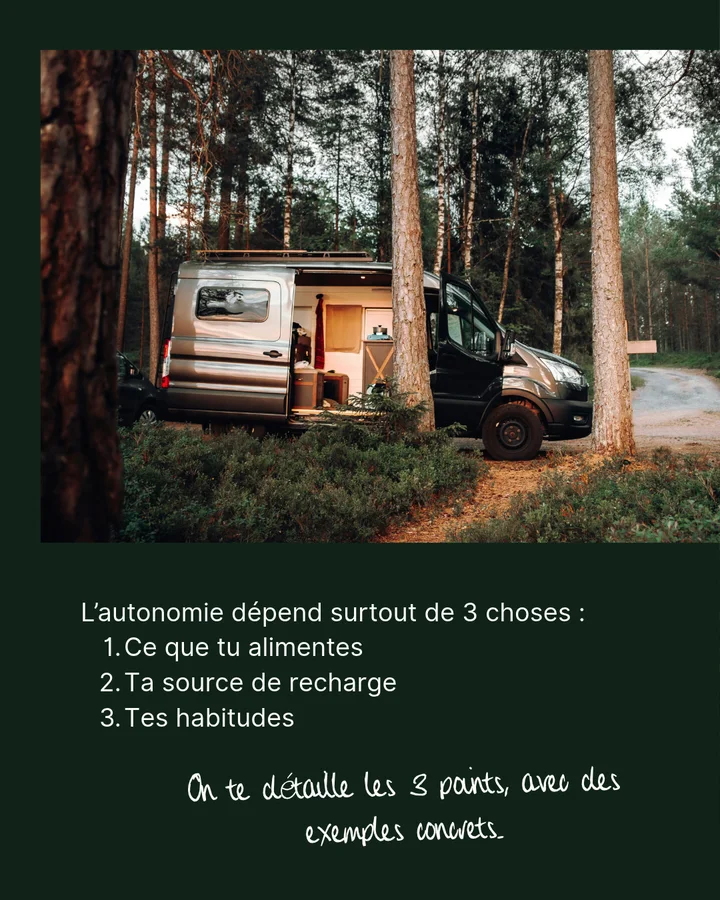 L’autonomie dépend surtout de 3 choses :
1. Ce que tu alimentes
2. Ta source de recharge
3. Tes habitudes
On te détaille les 3 points, avec des
exemples concrets.